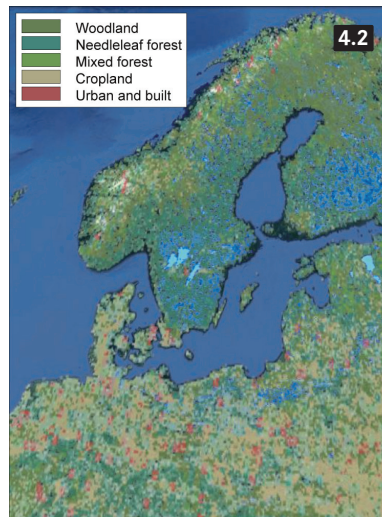 Woodland
Needleleaf forest
Mixed forest
Cropland
Urban and built
4.2